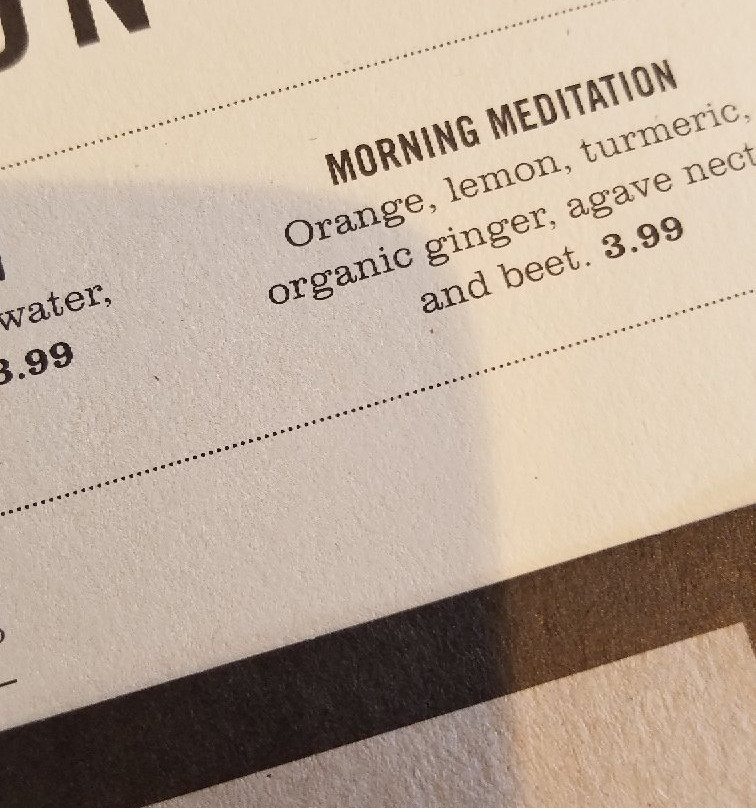 MORNING MEDITATION
Orange, lemon, turmeric,
organic ginger, agave
and beet. 3.99
water,
3.99